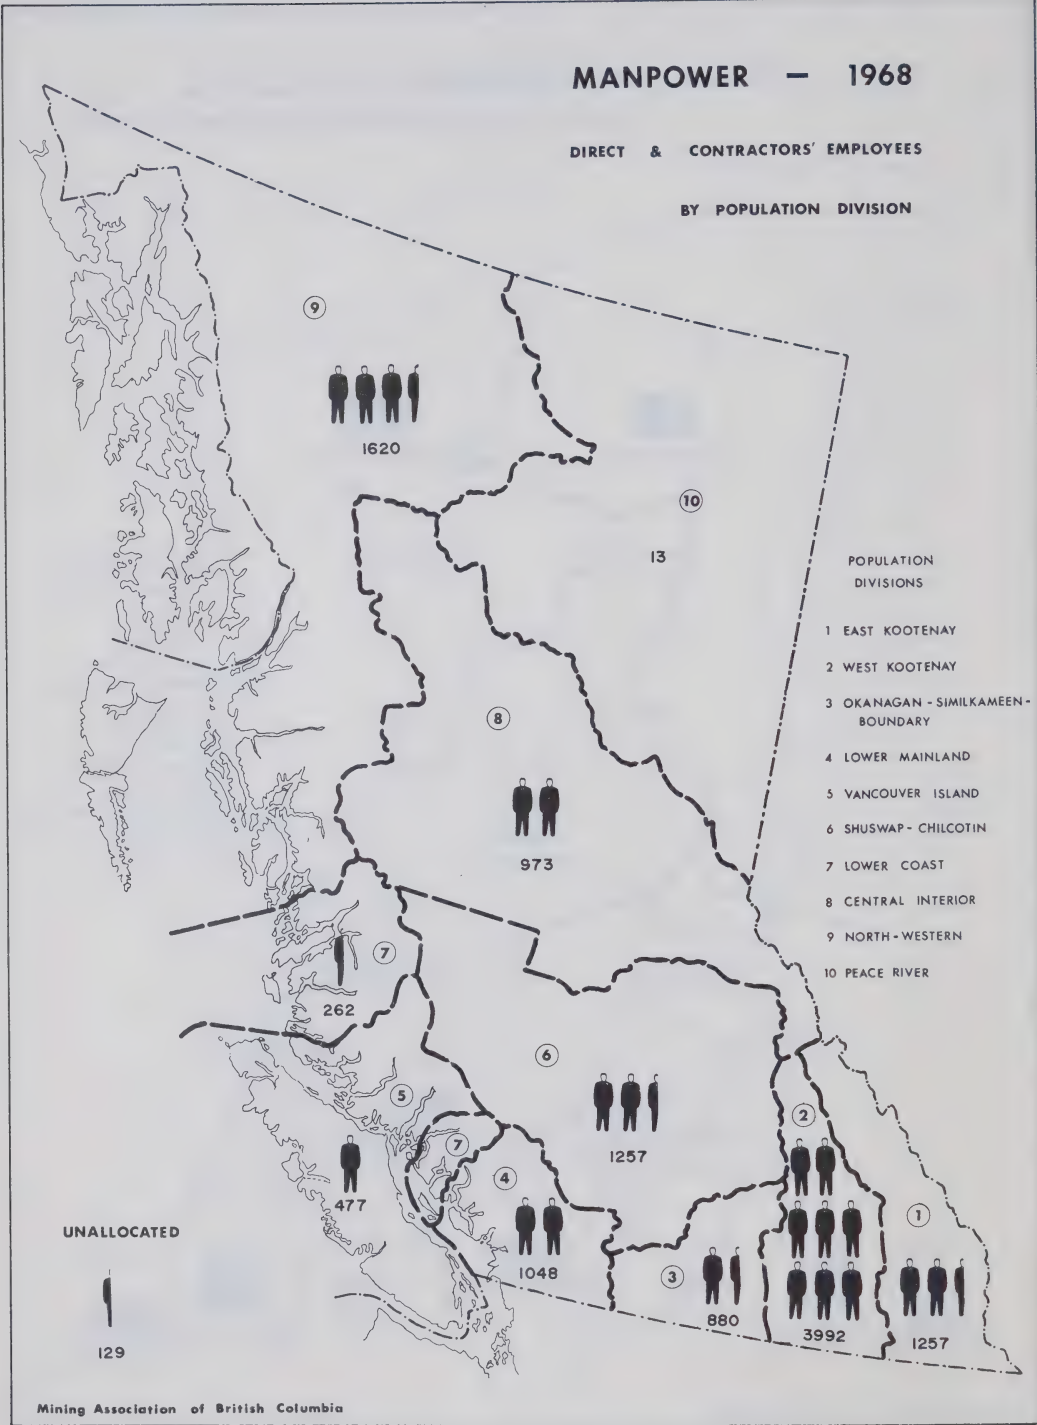 MANPOWER — 1968
DIRECT & CONTRACTORS' EMPLOYEES
BY POPULATION DIVISION
9
1620
10
13
POPULATION
DIVISIONS
1 EAST KOOTENAY
2 WEST KOOTENAY
3 OKANAGAN - SIMILKAMEEN -
BOUNDARY
4 LOWER MAINLAND
5 VANCOUVER ISLAND
6 SHUSWAP - CHILCOTIN
7 LOWER COAST
8 CENTRAL INTERIOR
9 NORTH - WESTERN
10 PEACE RIVER
8
973
7
262
6
1257
5
477
7
4
1048
3
880
2
3992
1
1257
UNALLOCATED
129
Mining Association of British Columbia